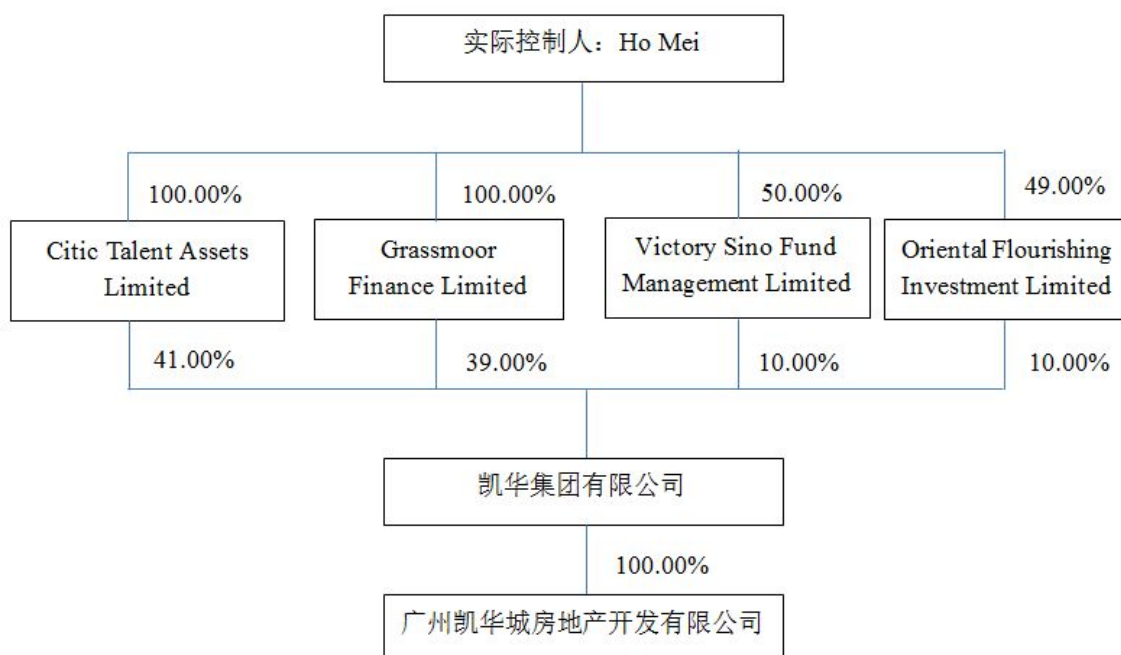 实际控制人：Ho Mei
100.00%
100.00%
50.00%
49.00%
Citic Talent Assets
Limited
Grassmoor
Finance Limited
Victory Sino Fund
Management Limited
Oriental Flourishing
Investment Limited
41.00%
39.00%
10.00%
10.00%
凯华集团有限公司
100.00%
广州凯华城房地产开发有限公司